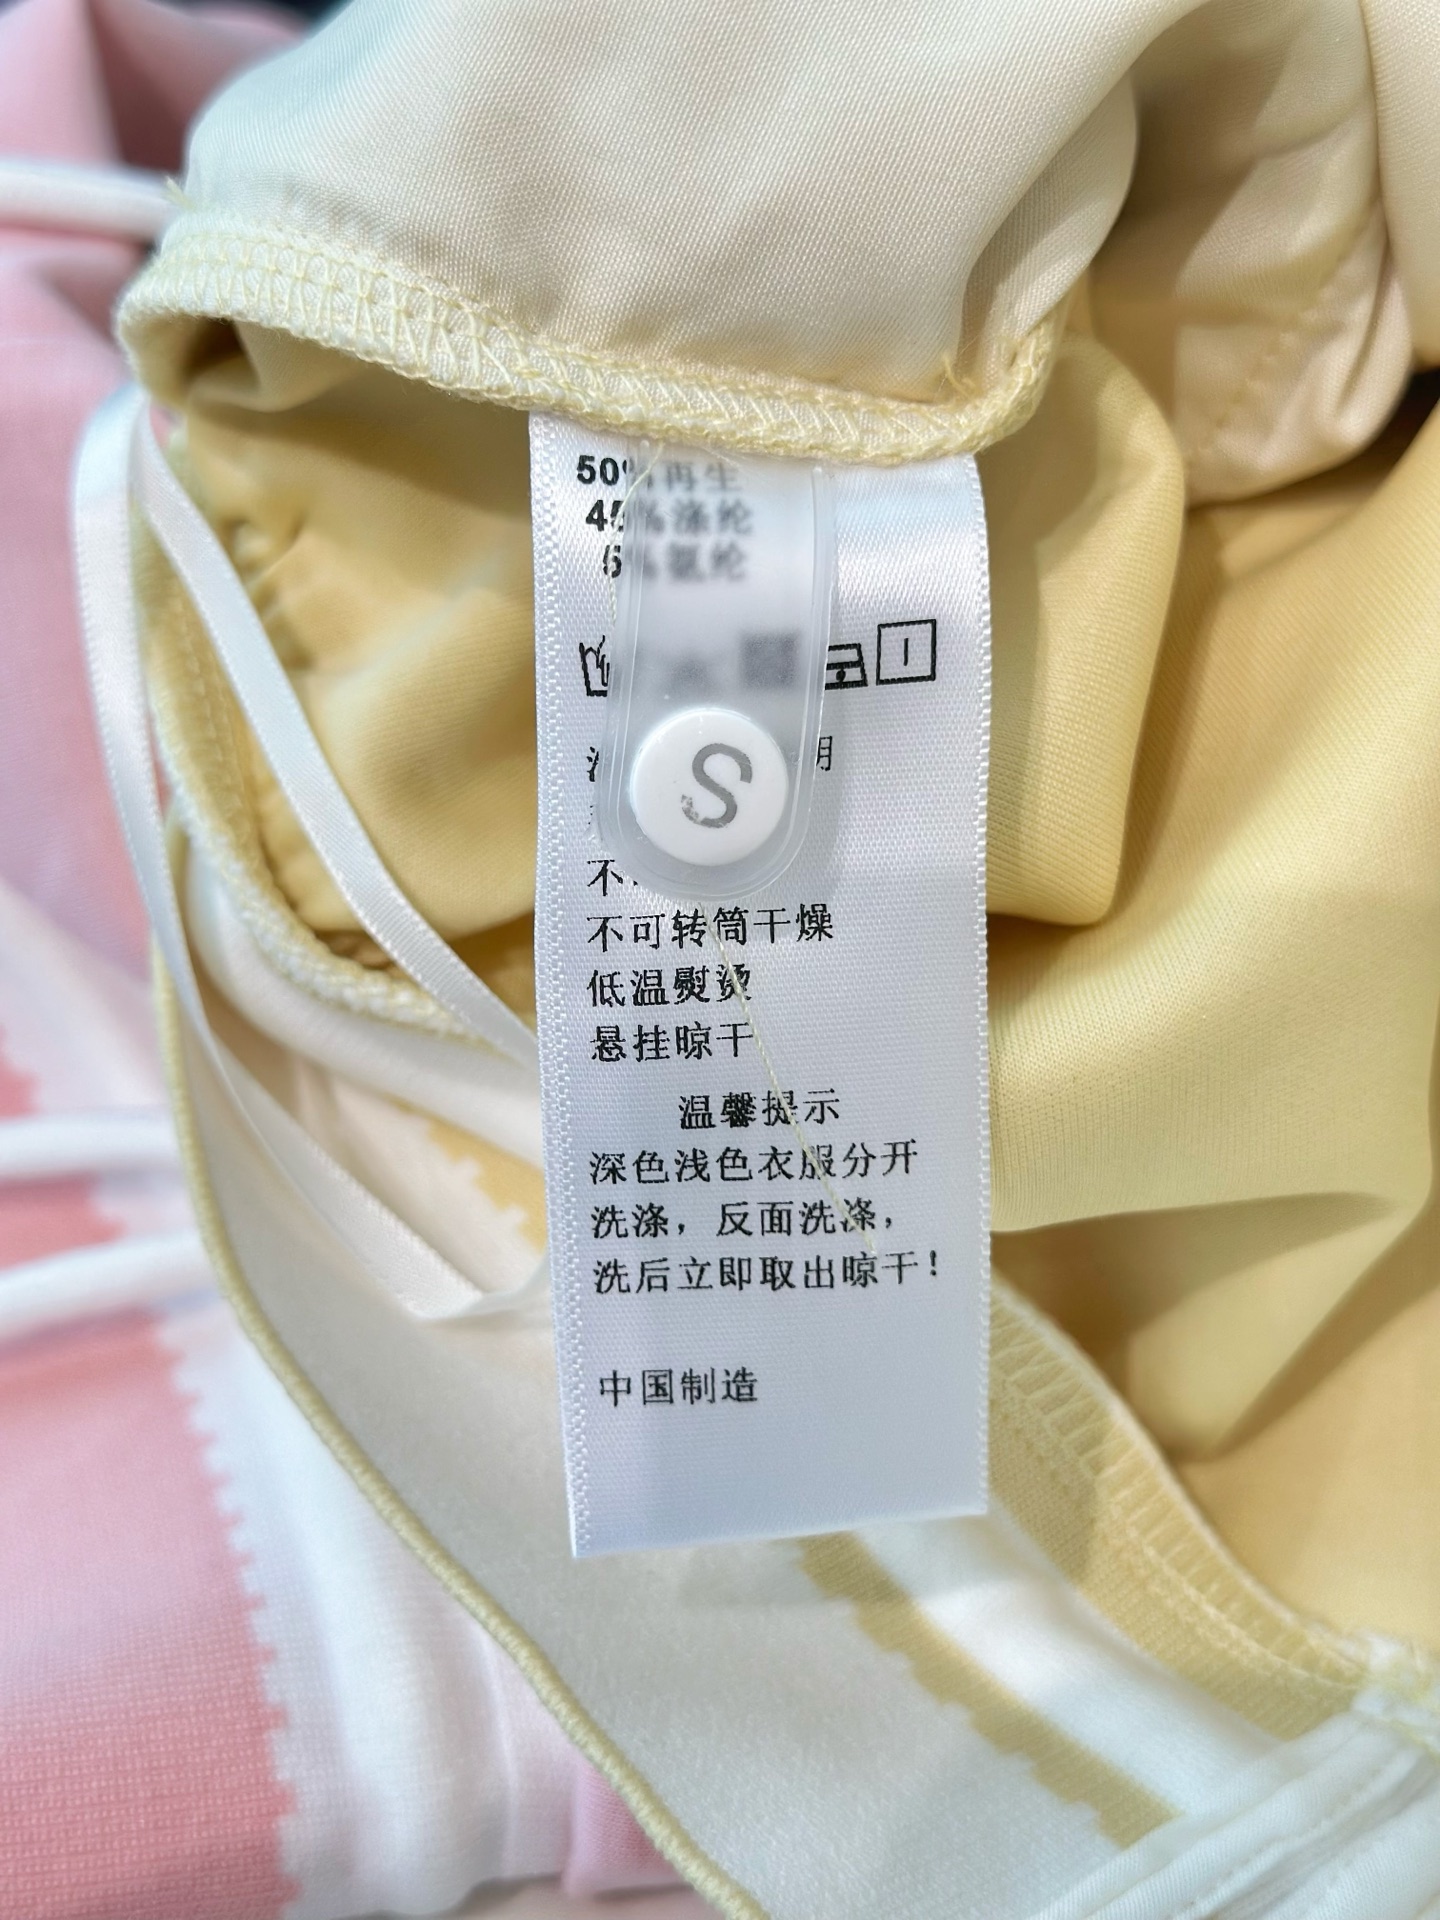 50% 再生
45% 涤纶
5% 氨纶
S
不可转筒干燥
低温熨烫
悬挂晾干
温馨提示
深色浅色衣服分开
洗涤，反面洗涤，
洗后立即取出晾干！
中国制造